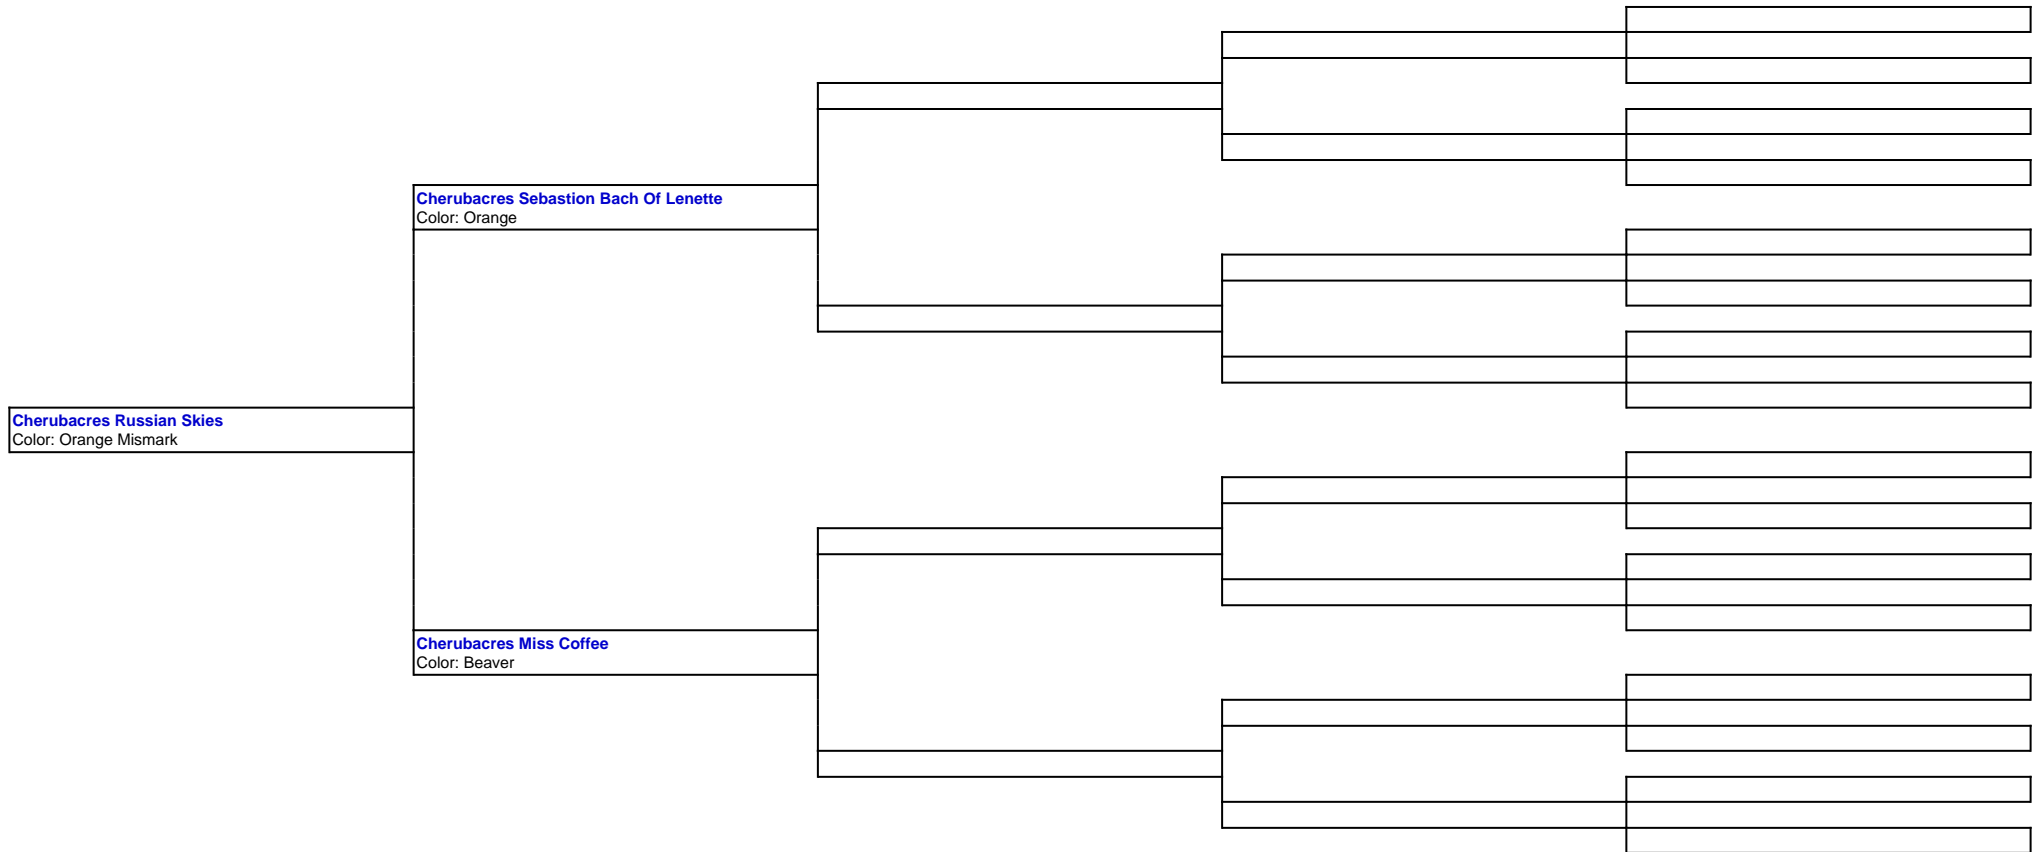 Cherubacres Sebastion Bach Of Lenette
Color: Orange
Cherubacres Russian Skies
Color: Orange Mismark
Cherubacres Miss Coffee
Color: Beaver